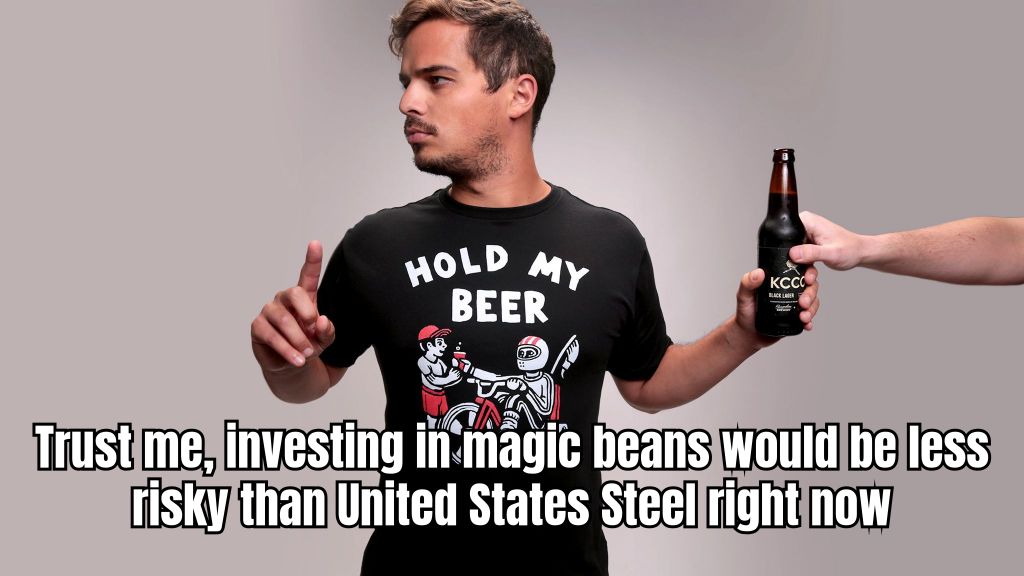 HOLD MY
BEER
KCCO
BLACK LAGER
Trust me, investing in magic beans would be less
risky than United States Steel right now